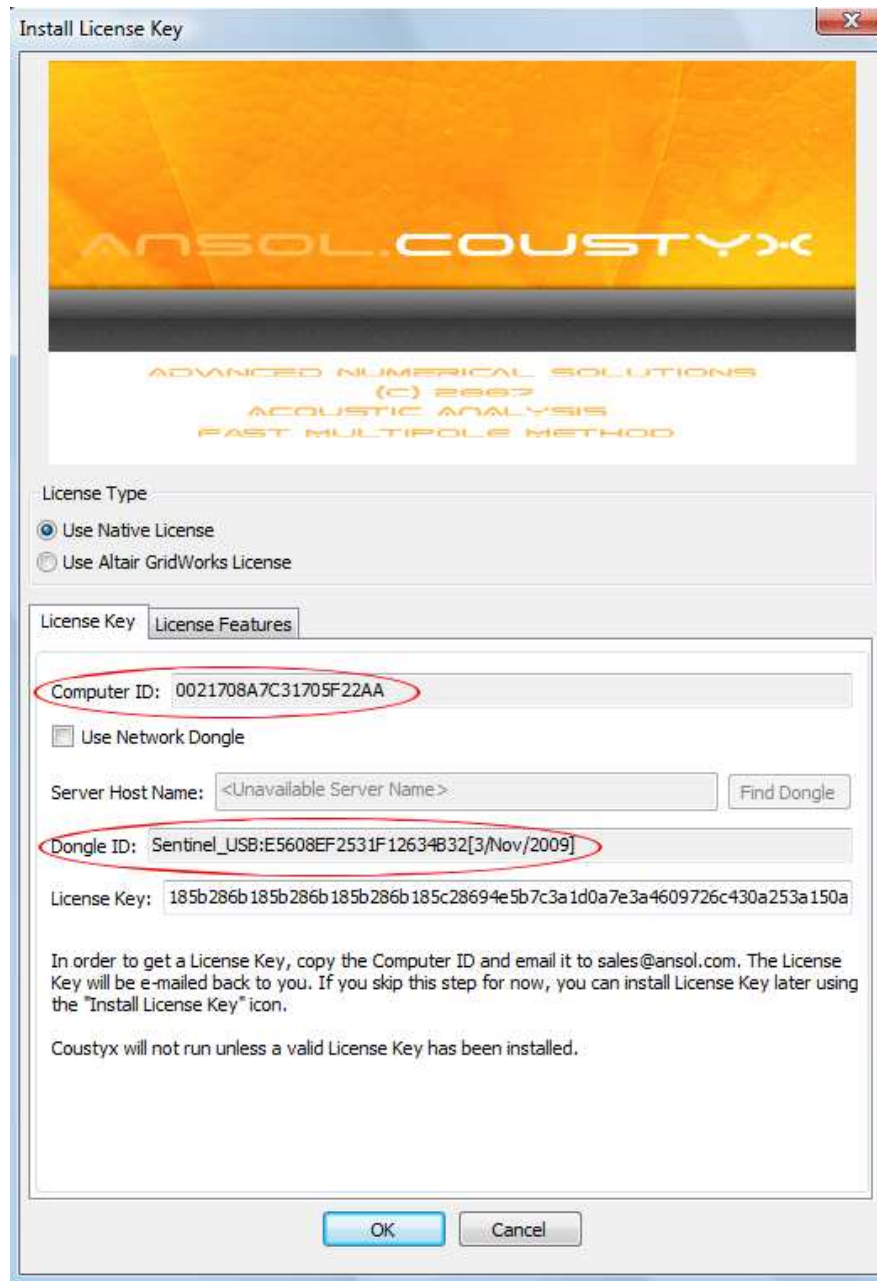 Install License Key
ANSOL.COUSTYX
ADVANCED NUMERICAL SOLUTIONS
(C) 2007
ACOUSTIC ANALYSIS
FAST MULTIPOLE METHOD
License Type
Use Native License
Use Altair GridWorks License
License Key License Features
Computer ID: 0021708A7C31705F22AA
Use Network Dongle
Server Host Name: <Unavailable Server Name> Find Dongle
Dongle ID: Sentinel_USB:E5608EF2531F12634B32[3/Nov/2009]
License Key: 185b286b185b286b185b286b185c28694e5b7c3a1d0a7e3a4609726c430a253a150a
In order to get a License Key, copy the Computer ID and email it to sales@ansol.com. The License
Key will be e-mailed back to you. If you skip this step for now, you can install License Key later using
the "Install License Key" icon.
Coustyx will not run unless a valid License Key has been installed.
OK Cancel